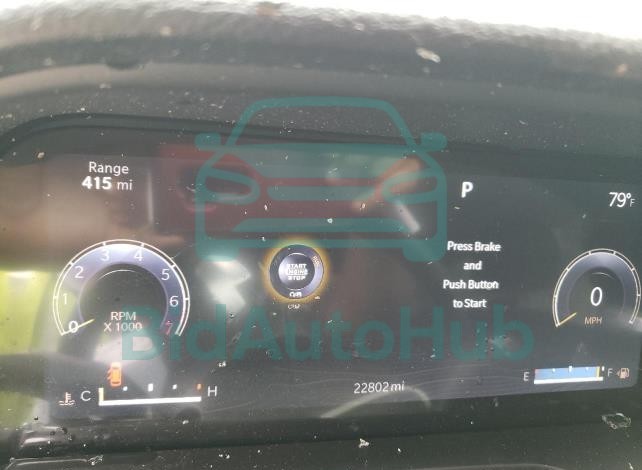 Range
415 mi
P
79°F
Press Brake
and
Push Button
to Start
START
ENGINE
STOP
0 1 2 3 4 5 6 7
RPM
X 1000
0
MPH
BidAutoHub
C H
22802 mi
E F